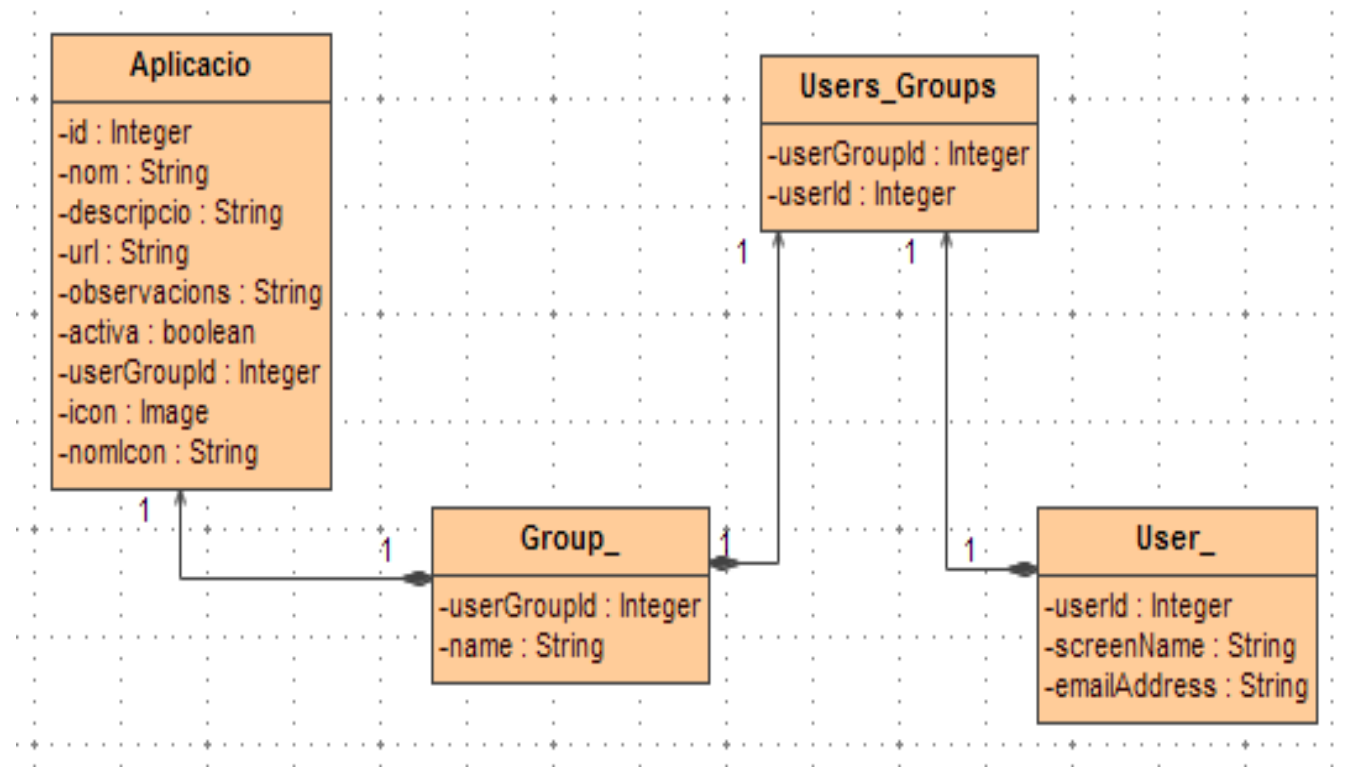 Aplicacio
-id : Integer
-nom : String
-descripcio : String
-url : String
-observacions : String
-activa : boolean
-userGroupId : Integer
-icon : Image
-nomIcon : String
1
Users_Groups
-userGroupId : Integer
-userId : Integer
1
1
1
Group_
-userGroupId : Integer
-name : String
1
1
User_
-userId : Integer
-screenName : String
-emailAddress : String